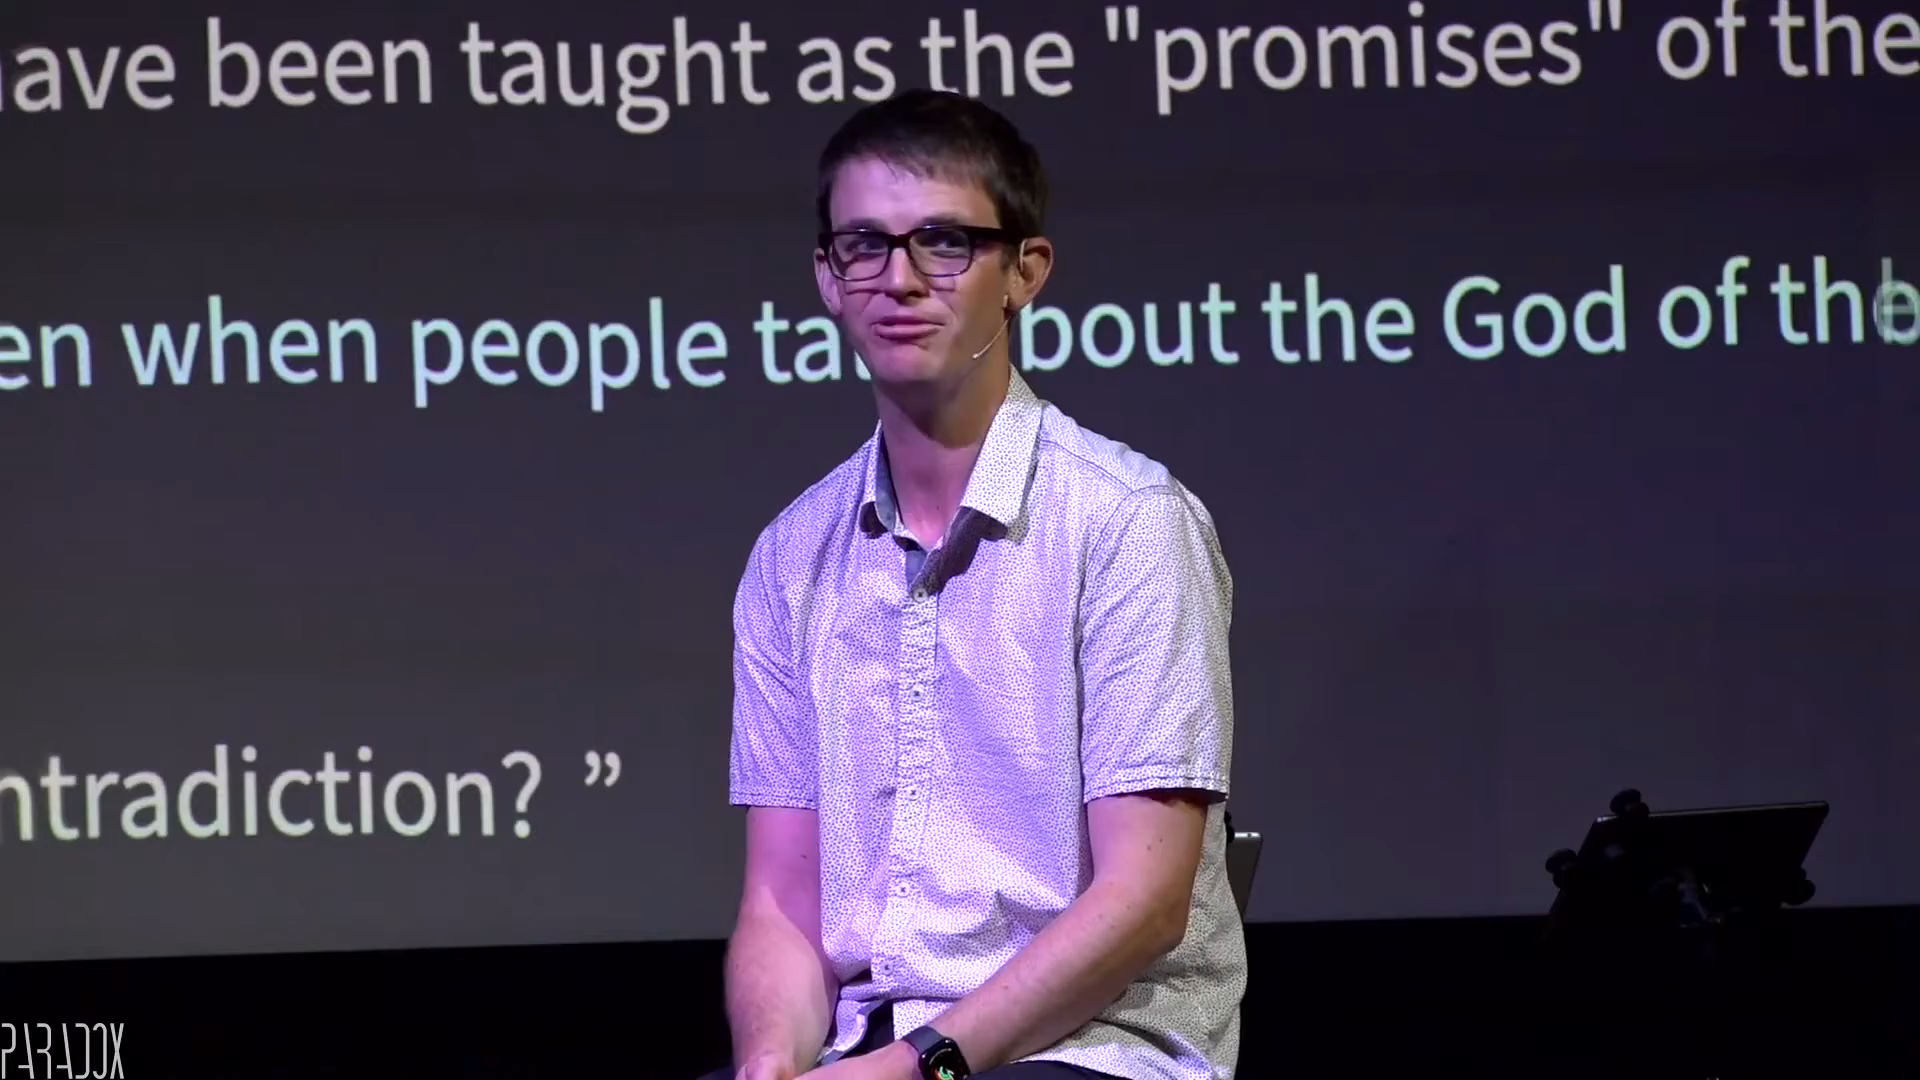 ave been taught as the "promises" of the
en when people ta bout the God of the
ntradiction? ”
PARADOX